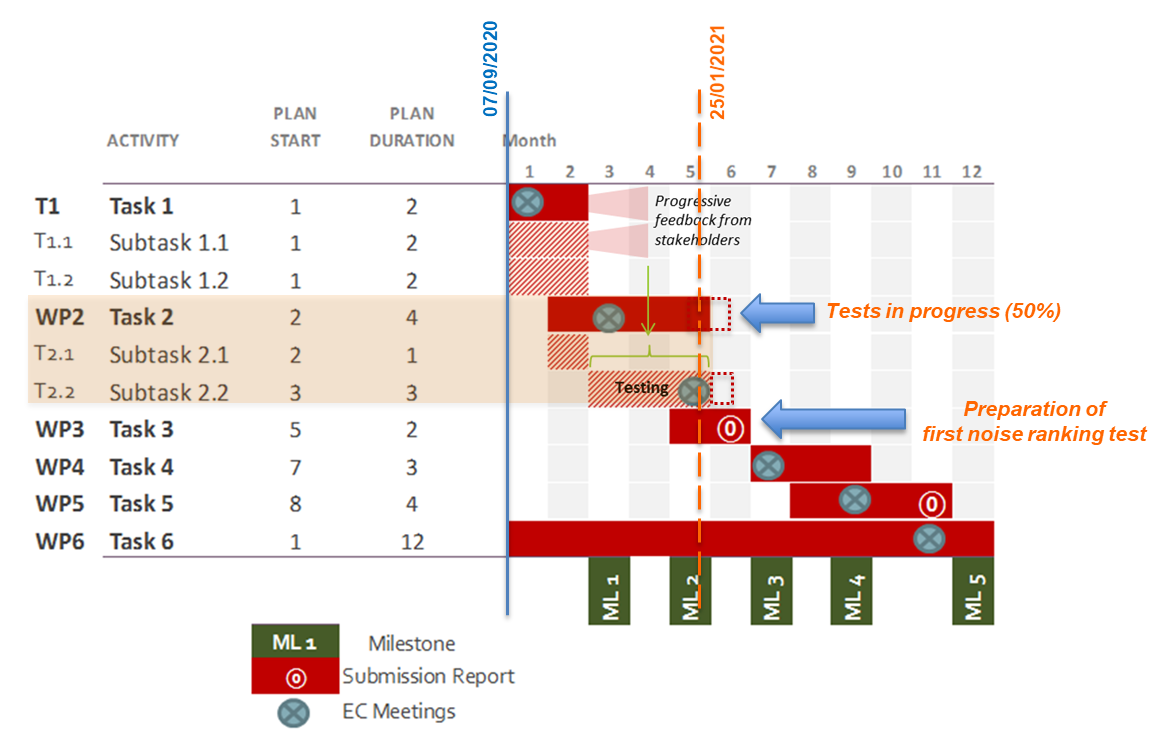 07/09/2020
25/01/2021
PLAN PLAN
ACTIVITY START DURATION Month
1 2 3 4 5 6 7 8 9 10 11 12
T1 Task 1 1 2
Progressive
feedback from
stakeholders
T1.1 Subtask 1.1 1 2
T1.2 Subtask 1.2 1 2
WP2 Task 2 2 4
Tests in progress (50%)
T2.1 Subtask 2.1 2 1
T2.2 Subtask 2.2 3 3 Testing
Preparation of
first noise ranking test
WP3 Task 3 5 2 0
WP4 Task 4 7 3
WP5 Task 5 8 4 0
WP6 Task 6 1 12
ML 1 ML 2 ML 3 ML 4 ML 5
ML 1 Milestone
0 Submission Report
EC Meetings